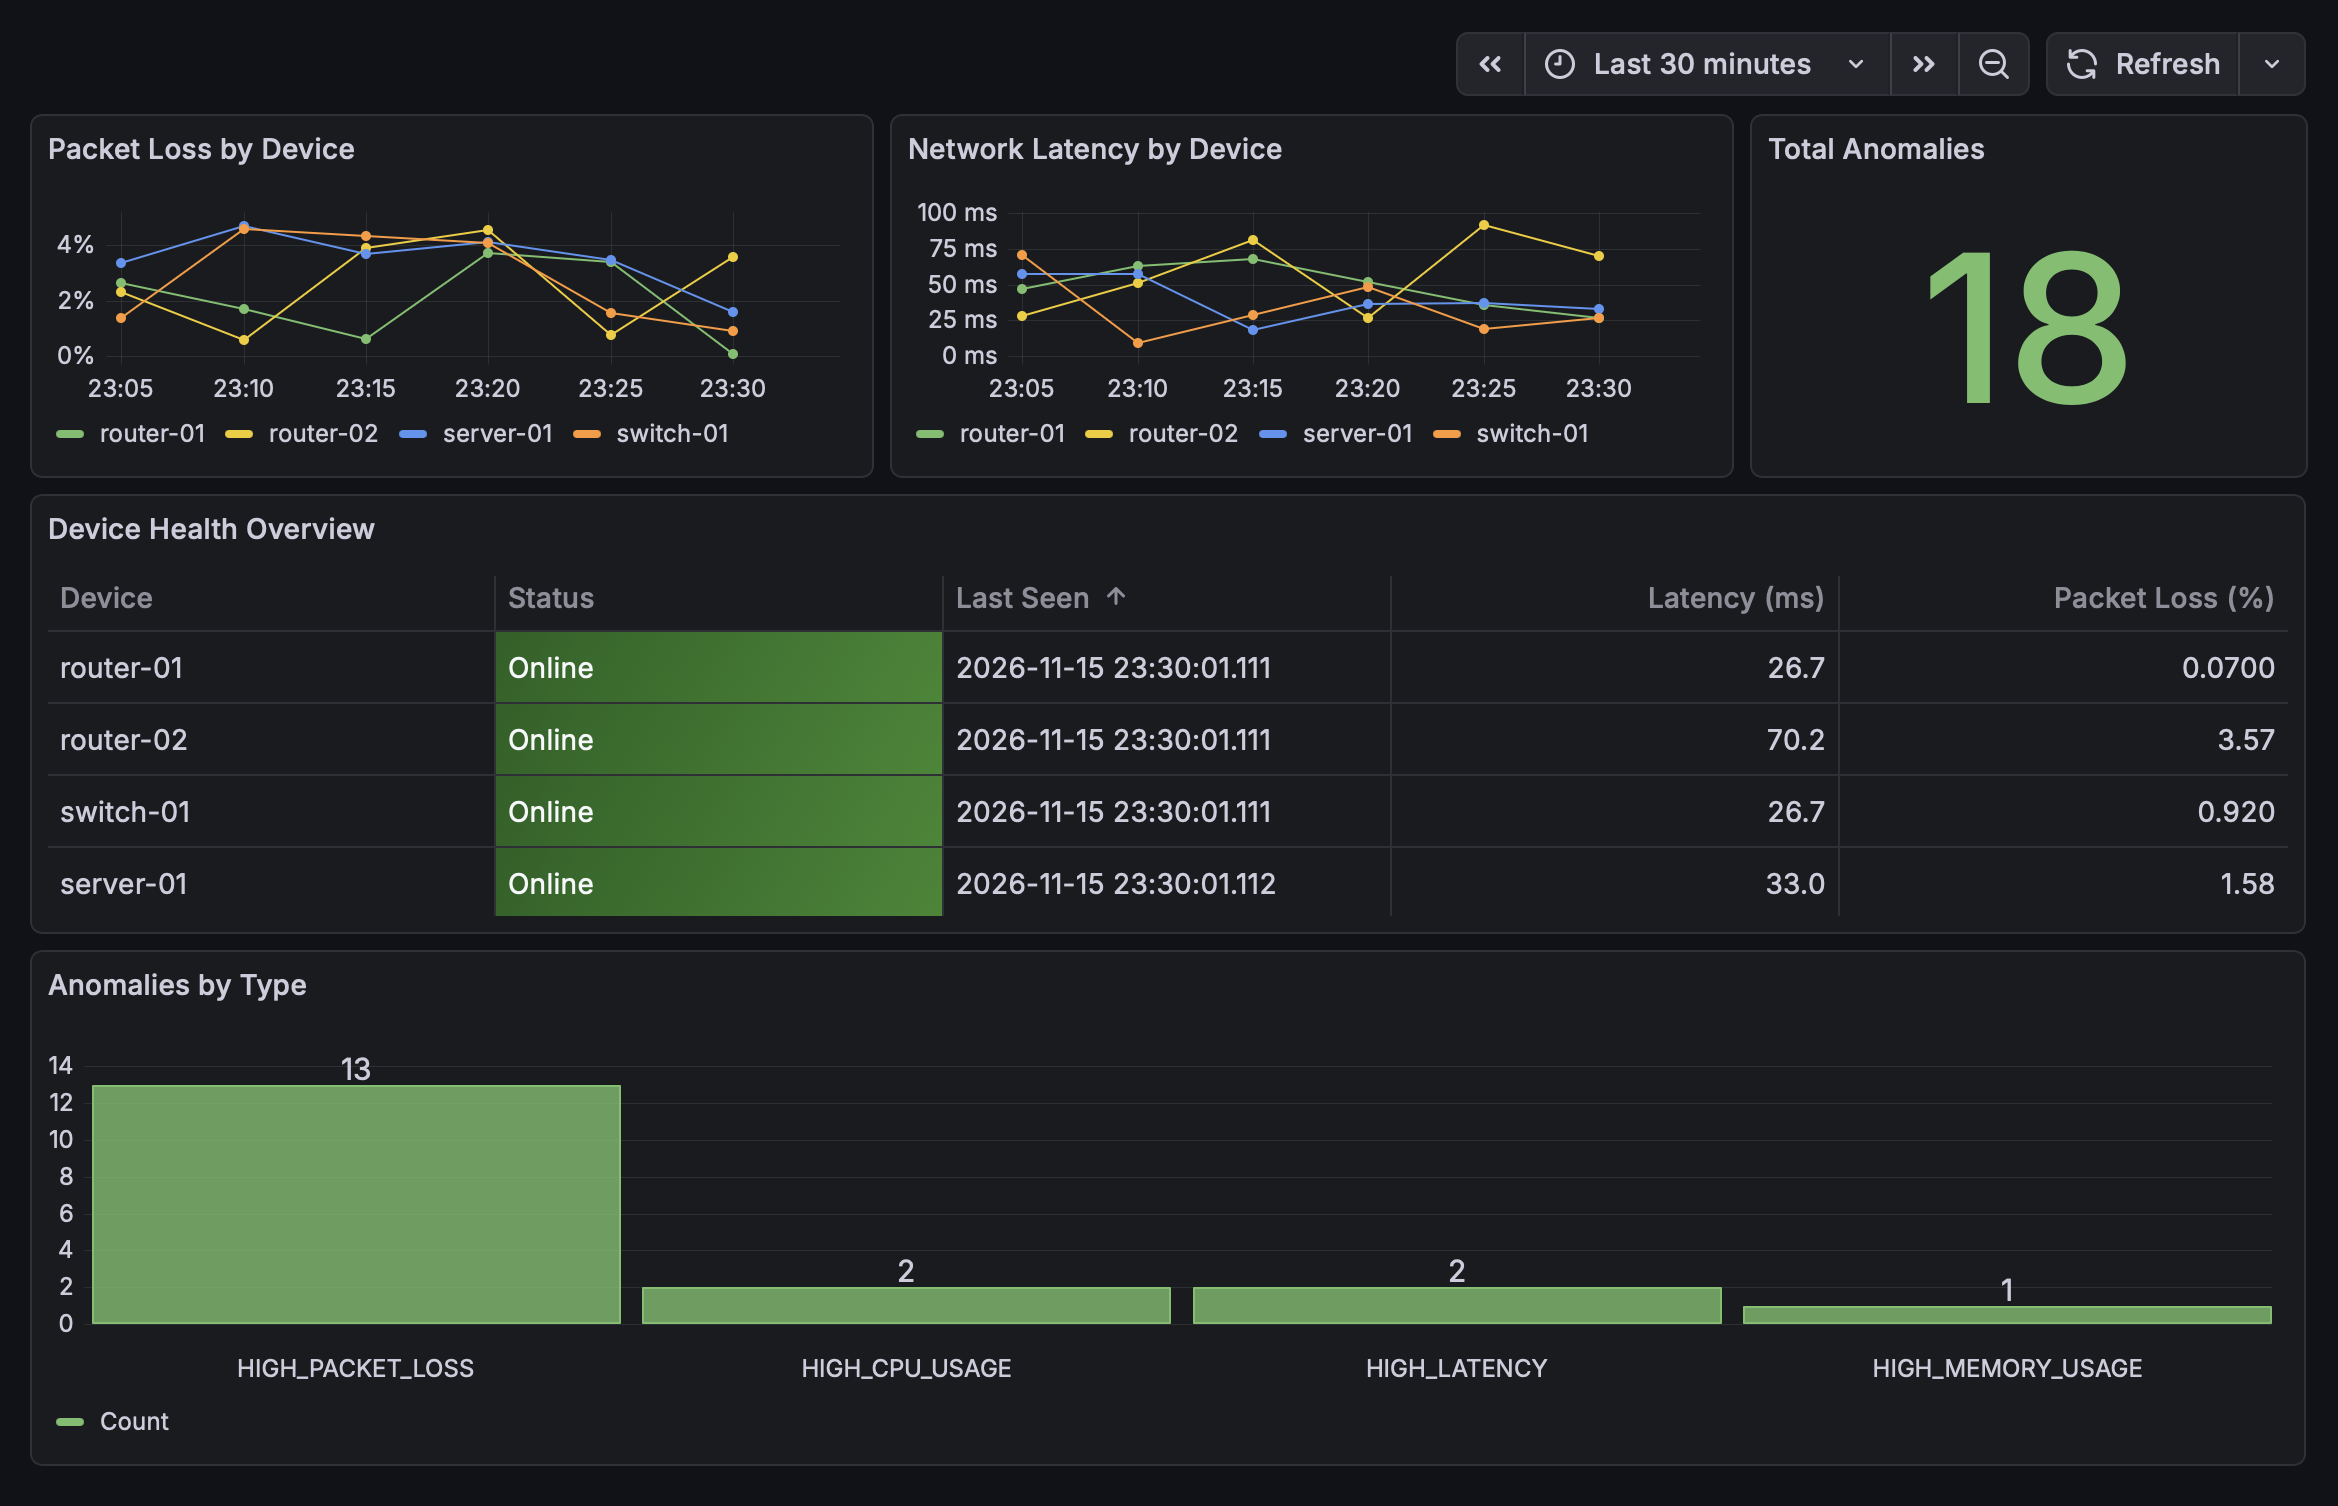 Last 30 minutes
Refresh
Packet Loss by Device
4%
2%
0%
23:05 23:10 23:15 23:20 23:25 23:30
router-01 router-02 server-01 switch-01
Network Latency by Device
100 ms
75 ms
50 ms
25 ms
0 ms
23:05 23:10 23:15 23:20 23:25 23:30
router-01 router-02 server-01 switch-01
Total Anomalies
18
Device Health Overview
Device Status Last Seen ↑ Latency (ms) Packet Loss (%)
router-01 Online 2026-11-15 23:30:01.111 26.7 0.0700
router-02 Online 2026-11-15 23:30:01.111 70.2 3.57
switch-01 Online 2026-11-15 23:30:01.111 26.7 0.920
server-01 Online 2026-11-15 23:30:01.112 33.0 1.58
Anomalies by Type
14
12
10
8
6
4
2
0
13
2
2
1
HIGH_PACKET_LOSS HIGH_CPU_USAGE HIGH_LATENCY HIGH_MEMORY_USAGE
Count